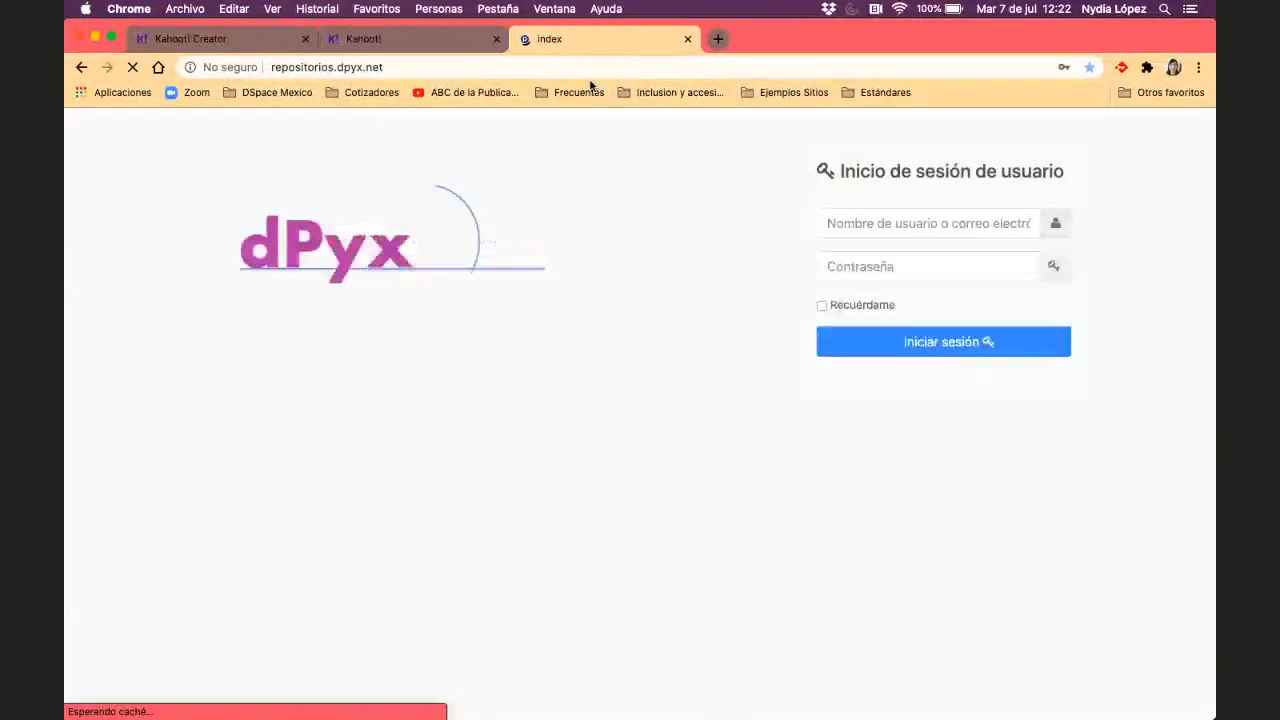 Chrome Archivo Editar Ver Historial Favoritos Personas Pestaña Ventana Ayuda 100% Mar 7 de jul 12:22 Nydia López
Kahoot! Creator Kahoot! index
No seguro repositorios.dpyx.net
Aplicaciones Zoom DSpace Mexico Cotizadores ABC de la Publica... Frecuentes Inclusion y accesi... Ejemplos Sitios Estándares Otros favoritos
dPyx
Inicio de sesión de usuario
Nombre de usuario o correo electró
Contraseña
Recuérdame
Iniciar sesión
Esperando caché...